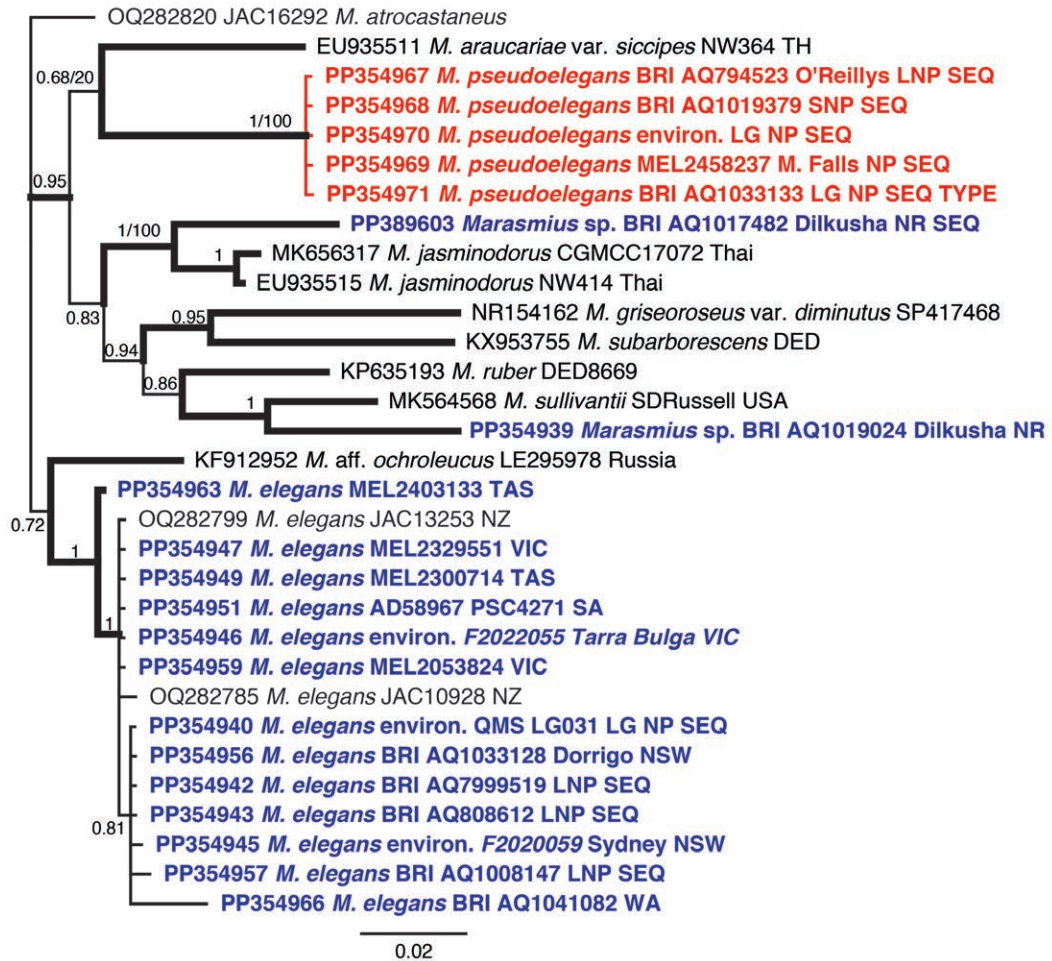 OQ282820 JAC16292 M. atrocastaneus
EU935511 M. araucariae var. siccipes NW364 TH
0.68/20
PP354967 M. pseudoelegans BRI AQ794523 O'Reillys LNP SEQ
PP354968 M. pseudoelegans BRI AQ1019379 SNP SEQ
1/100
PP354970 M. pseudoelegans environ. LG NP SEQ
PP354969 M. pseudoelegans MEL2458237 M. Falls NP SEQ
0.95
PP354971 M. pseudoelegans BRI AQ1033133 LG NP SEQ TYPE
PP389603 Marasmius sp. BRI AQ1017482 Dilkusha NR SEQ
1/100
1
MK656317 M. jasminodorus CGMCC17072 Thai
EU935515 M. jasminodorus NW414 Thai
0.83
0.95
NR154162 M. griseoroseus var. diminutus SP417468
KX953755 M. subarborescens DED
0.94
KP635193 M. ruber DED8669
0.86
1
MK564568 M. sullivantii SDRussell USA
PP354939 Marasmius sp. BRI AQ1019024 Dilkusha NR
KF912952 M. aff. ochroleucus LE295978 Russia
PP354963 M. elegans MEL2403133 TAS
0.72
OQ282799 M. elegans JAC13253 NZ
1
PP354947 M. elegans MEL2329551 VIC
PP354949 M. elegans MEL2300714 TAS
PP354951 M. elegans AD58967 PSC4271 SA
1
PP354946 M. elegans environ. F2022055 Tarra Bulga VIC
PP354959 M. elegans MEL2053824 VIC
OQ282785 M. elegans JAC10928 NZ
PP354940 M. elegans environ. QMS LG031 LG NP SEQ
PP354956 M. elegans BRI AQ1033128 Dorrigo NSW
PP354942 M. elegans BRI AQ7999519 LNP SEQ
PP354943 M. elegans BRI AQ808612 LNP SEQ
0.81
PP354945 M. elegans environ. F2020059 Sydney NSW
PP354957 M. elegans BRI AQ1008147 LNP SEQ
PP354966 M. elegans BRI AQ1041082 WA
0.02